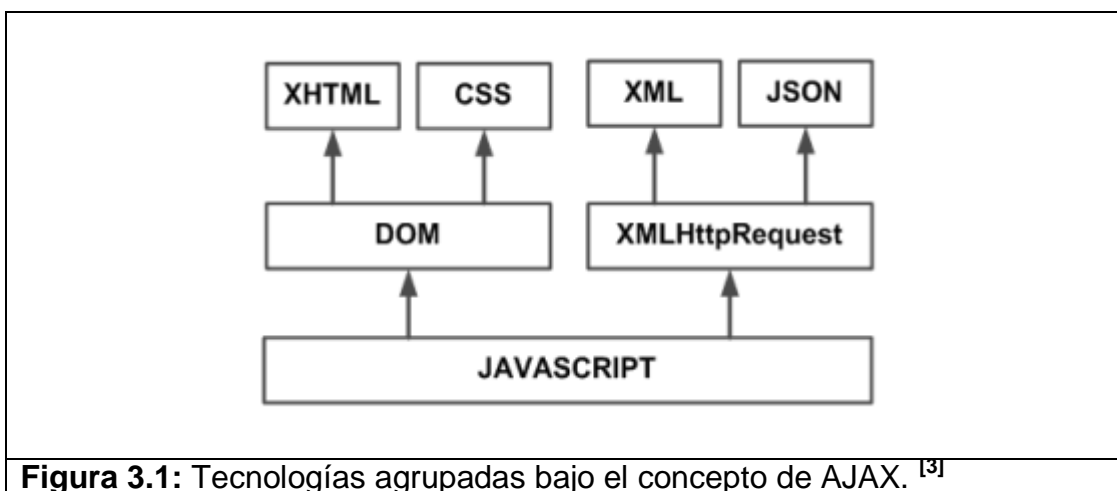 XHTML CSS XML JSON
DOM XMLHttpRequest
JAVASCRIPT
Figura 3.1: Tecnologías agrupadas bajo el concepto de AJAX. [3]